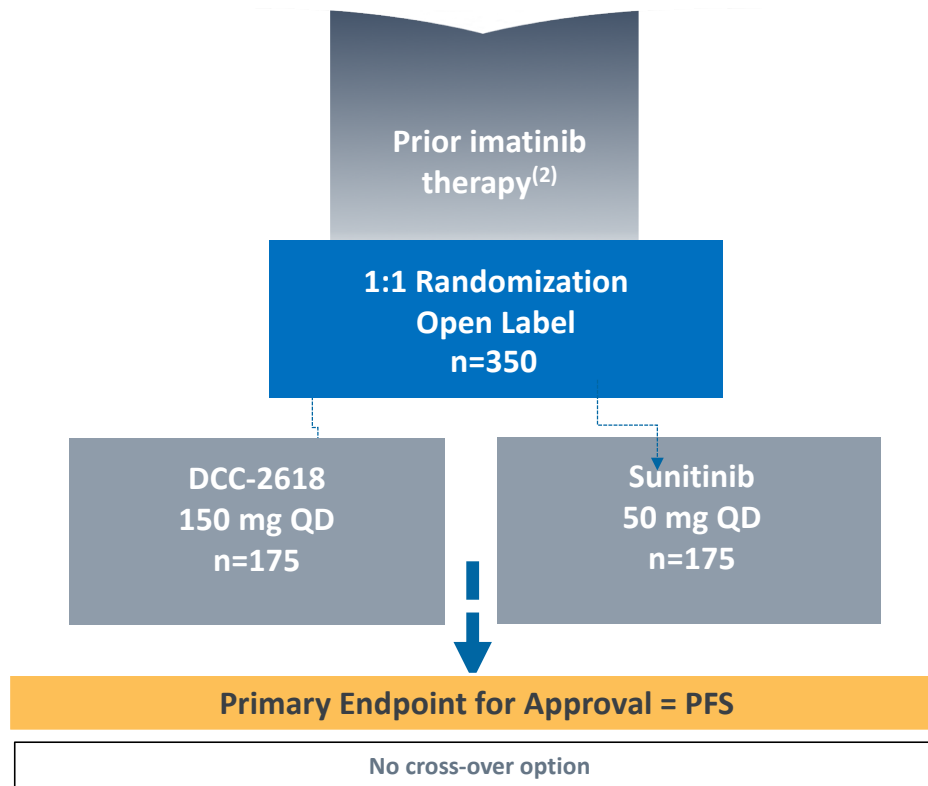 Prior imatinib
therapy(2)
1:1 Randomization
Open Label
n=350
DCC-2618
150 mg QD
n=175
Sunitinib
50 mg QD
n=175
Primary Endpoint for Approval = PFS
No cross-over option